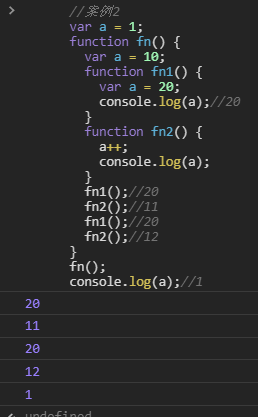 //案例2
var a = 1;
function fn() {
var a = 10;
function fn1() {
var a = 20;
console.log(a);//20
}
function fn2() {
a++;
console.log(a);
}
fn1();//20
fn2();//11
fn1();//20
fn2();//12
}
fn();
console.log(a);//1
20
11
20
12
1
undefined